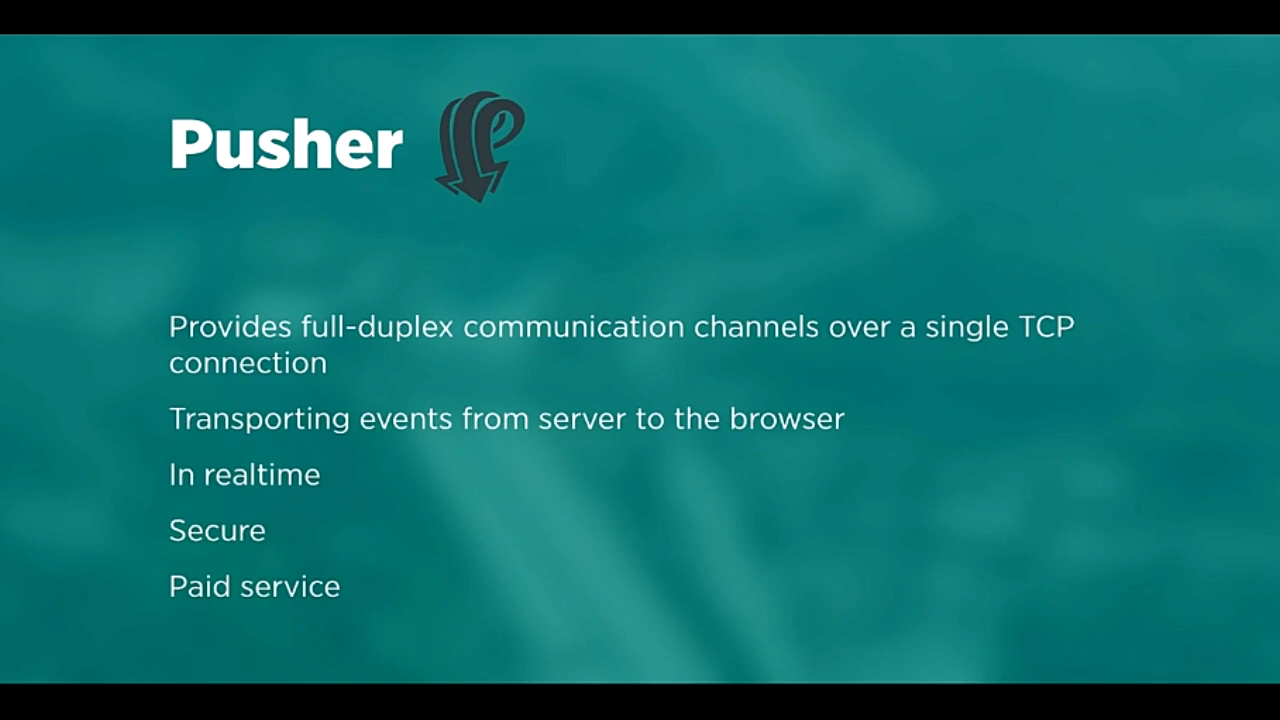 Pusher
Provides full-duplex communication channels over a single TCP
connection
Transporting events from server to the browser
In realtime
Secure
Paid service